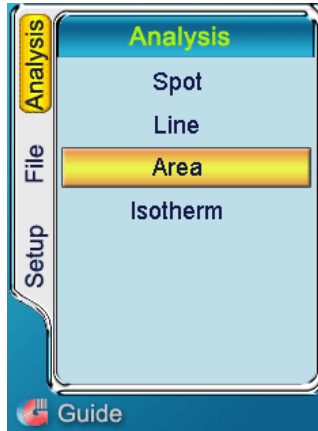 Analysis
File
Setup
Analysis
Spot
Line
Area
Isotherm
Guide